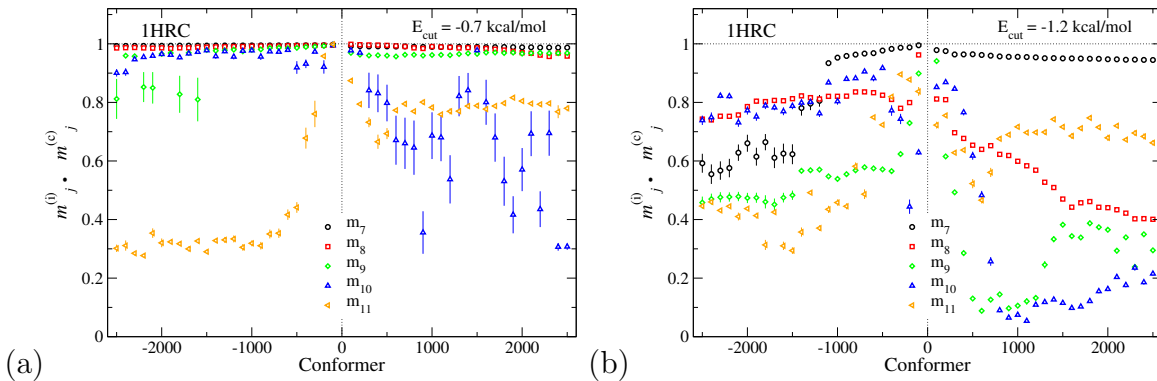 1HRC
E_cut = -0.7 kcal/mol
1
0.8
0.6
0.4
0.2
0
m_j^(i) • m_j^(c)
m_7
m_8
m_9
m_10
m_11
-2000 -1000 0 1000 2000
Conformer
(a)
1HRC
E_cut = -1.2 kcal/mol
1
0.8
0.6
0.4
0.2
0
m_j^(i) • m_j^(c)
m_7
m_8
m_9
m_10
m_11
-2000 -1000 0 1000 2000
Conformer
(b)